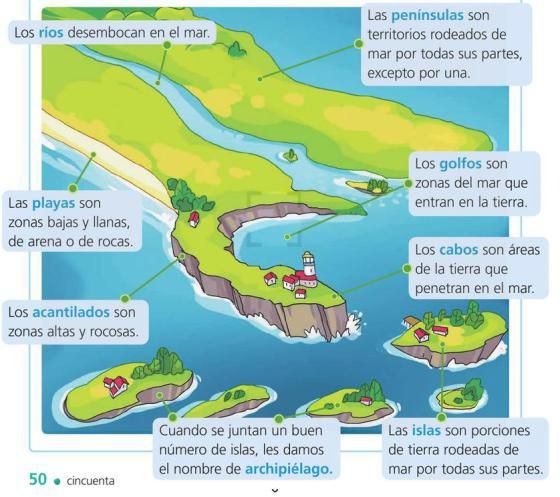 Los ríos desembocan en el mar.
Las penínsulas son
territorios rodeados de
mar por todas sus partes,
excepto por una.
Los golfos son
zonas del mar que
entran en la tierra.
Las playas son
zonas bajas y llanas,
de arena o de rocas.
Los cabos son áreas
de la tierra que
penetran en el mar.
Los acantilados son
zonas altas y rocosas.
Cuando se juntan un buen
número de islas, les damos
el nombre de archipiélago.
Las islas son porciones
de tierra rodeadas de
mar por todas sus partes.
50 • cincuenta